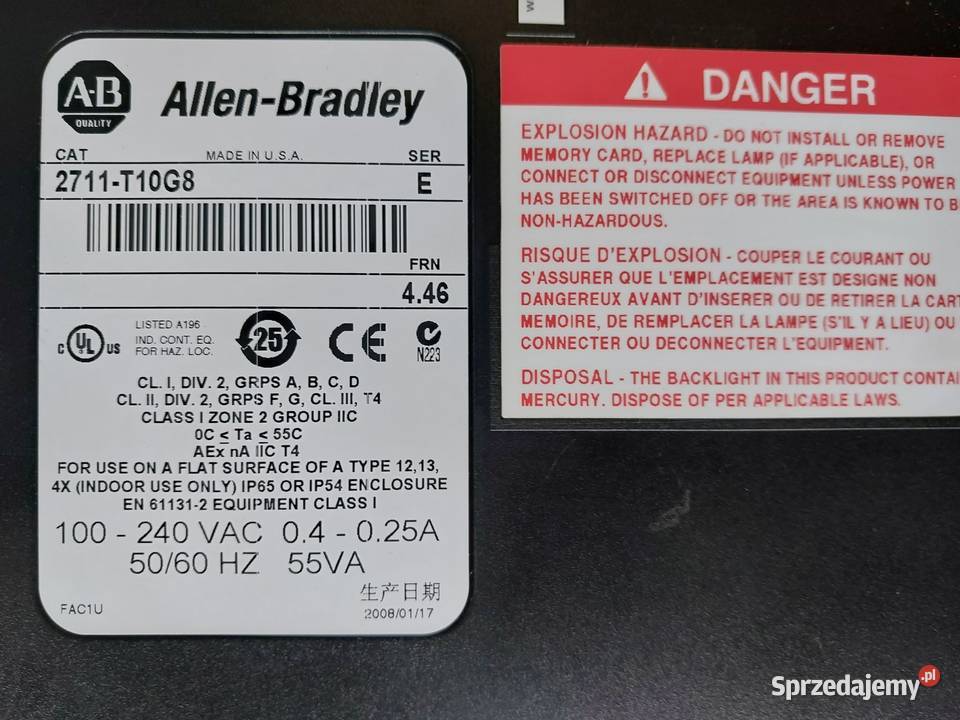 A·B
QUALITY
Allen-Bradley
CAT MADE IN U.S.A. SER
2711-T10G8 E
FRN
4.46
c UL US
LISTED A196
IND. CONT. EQ.
FOR HAZ. LOC.
25
CE
N223
CL. I, DIV. 2, GRPS A, B, C, D
CL. II, DIV. 2, GRPS F, G, CL. III, T4
CLASS I ZONE 2 GROUP IIC
0C ≤ Ta ≤ 55C
AEx nA IIC T4
FOR USE ON A FLAT SURFACE OF A TYPE 12,13,
4X (INDOOR USE ONLY) IP65 OR IP54 ENCLOSURE
EN 61131-2 EQUIPMENT CLASS I
100 - 240 VAC 0.4 - 0.25A
50/60 HZ 55VA
生产日期
FAC1U 2008/01/17
DANGER
EXPLOSION HAZARD - DO NOT INSTALL OR REMOVE
MEMORY CARD, REPLACE LAMP (IF APPLICABLE), OR
CONNECT OR DISCONNECT EQUIPMENT UNLESS POWER
HAS BEEN SWITCHED OFF OR THE AREA IS KNOWN TO B
NON-HAZARDOUS.
RISQUE D'EXPLOSION - COUPER LE COURANT OU
S'ASSURER QUE L'EMPLACEMENT EST DESIGNE NON
DANGEREUX AVANT D'INSERER OU DE RETIRER LA CART
MEMOIRE, DE REMPLACER LA LAMPE (S'IL Y A LIEU) OU
CONNECTER OU DECONNECTER L'EQUIPMENT.
DISPOSAL - THE BACKLIGHT IN THIS PRODUCT CONTAI
MERCURY. DISPOSE OF PER APPLICABLE LAWS.
Sprzedajemy.pl